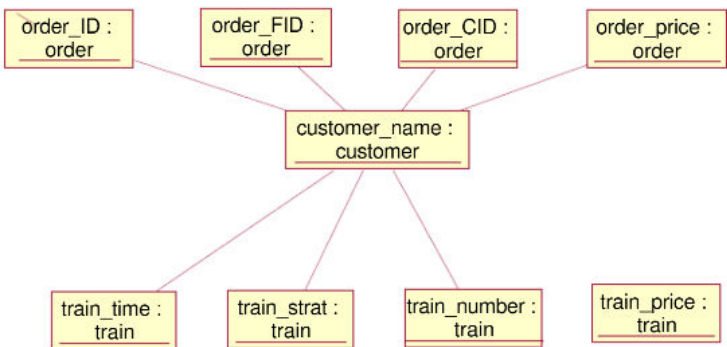 order_ID :
order
order_FID :
order
order_CID :
order
order_price :
order
customer_name :
customer
train_time :
train
train_strat :
train
train_number :
train
train_price :
train